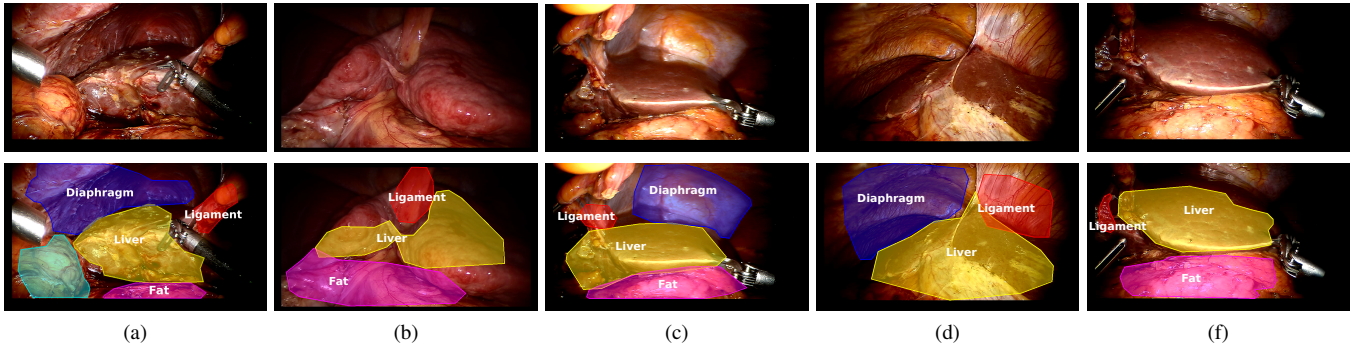 Diaphragm
Ligament
Liver
Fat
Ligament
Liver
Fat
Diaphragm
Ligament
Liver
Fat
Diaphragm
Ligament
Liver
Liver
Ligament
Fat
(a)
(b)
(c)
(d)
(f)